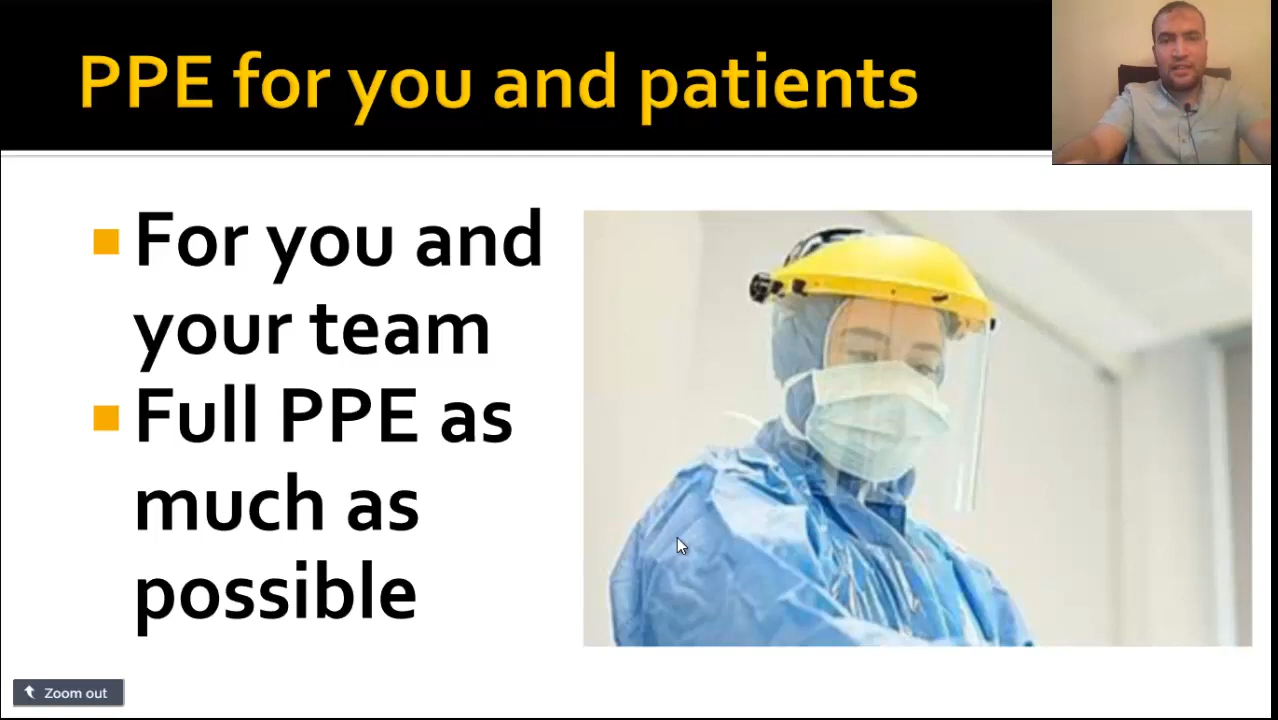 PPE for you and patients
For you and
your team
Full PPE as
much as
possible
Zoom out